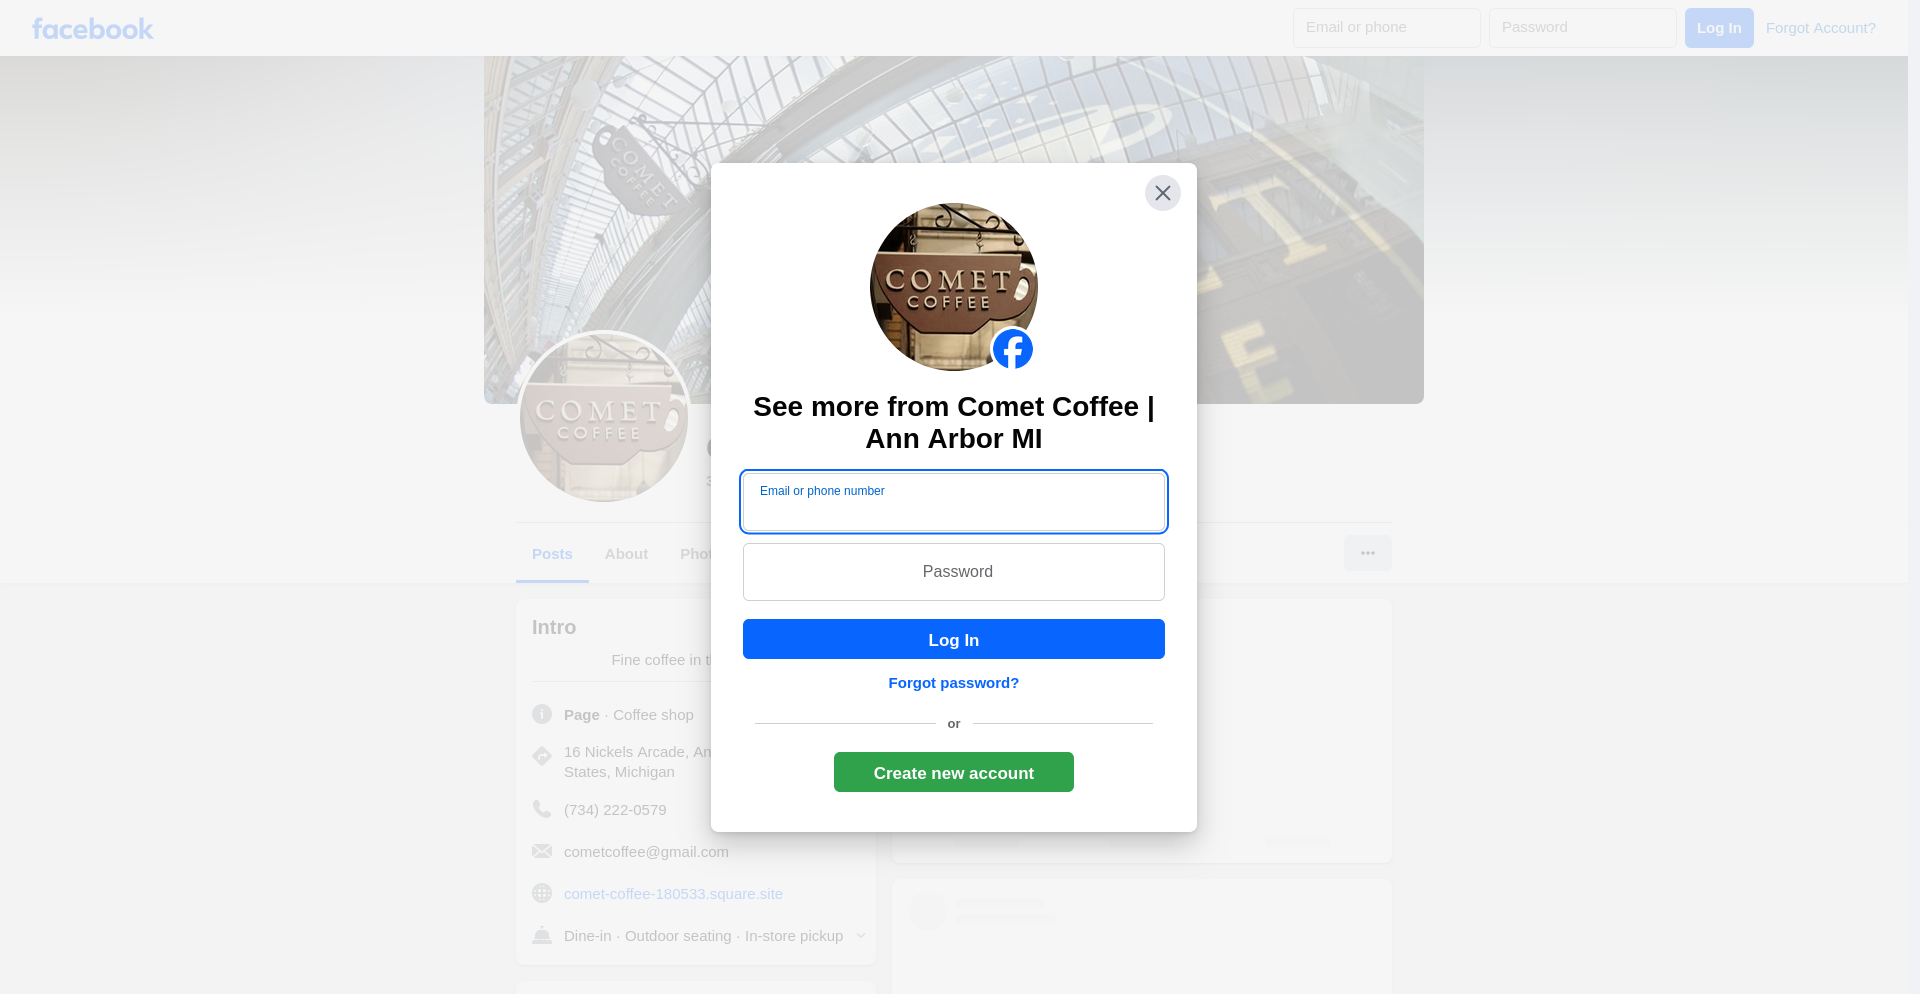 facebook
Email or phone
Password
Log In
Forgot Account?
COMET
COFFEE
COMET
COFFEE
See more from Comet Coffee |
Ann Arbor MI
Email or phone number
Password
Log In
Forgot password?
or
Create new account
COMET
COFFEE
Posts
About
Intro
Fine coffee in
Page · Coffee shop
16 Nickels Arcade,
States, Michigan
(734) 222-0579
cometcoffee@gmail.com
comet-coffee-180533.square.site
Dine-in · Outdoor seating · In-store pickup